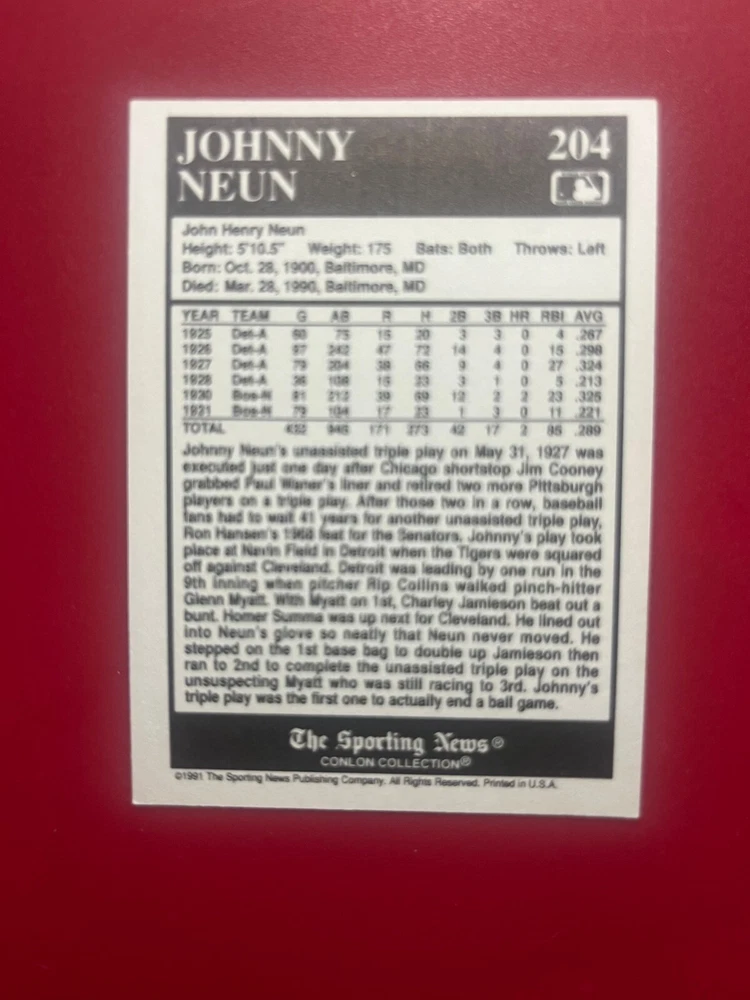 JOHNNY NEUN
204
John Henry Neun
Height: 5'10.5" Weight: 175 Bats: Both Throws: Left
Born: Oct. 28, 1900, Baltimore, MD
Died: Mar. 28, 1990, Baltimore, MD
YEAR TEAM G AB R H 2B 3B HR RBI AVG
1925 Det-A 60 75 15 20 3 3 0 4 .267
1926 Det-A 97 242 47 72 14 4 0 15 .298
1927 Det-A 79 204 38 66 9 4 0 27 .324
1928 Det-A 36 108 15 23 3 1 0 5 .213
1930 Bos-N 81 212 39 69 12 2 2 23 .325
1931 Bos-N 79 104 17 23 1 3 0 11 .221
TOTAL 432 945 171 273 42 17 2 85 .289
Johnny Neun's unassisted triple play on May 31, 1927 was
executed just one day after Chicago shortstop Jim Cooney
grabbed Paul Waner's liner and retired two more Pittsburgh
players on a triple play. After those two in a row, baseball
fans had to wait 41 years for another unassisted triple play,
Ron Hansen's 1968 feat for the Senators. Johnny's play took
place at Navin Field in Detroit when the Tigers were squared
off against Cleveland. Detroit was leading by one run in the
9th inning when pitcher Rip Collins walked pinch-hitter
Glenn Myatt. With Myatt on 1st, Charley Jamieson beat out a
bunt. Homer Summa was up next for Cleveland. He lined out
into Neun's glove so neatly that Neun never moved. He
stepped on the 1st base bag to double up Jamieson then
ran to 2nd to complete the unassisted triple play on the
unsuspecting Myatt who was still racing to 3rd. Johnny's
triple play was the first one to actually end a ball game.
The Sporting News®
CONLON COLLECTION®
©1991 The Sporting News Publishing Company. All Rights Reserved. Printed in U.S.A.